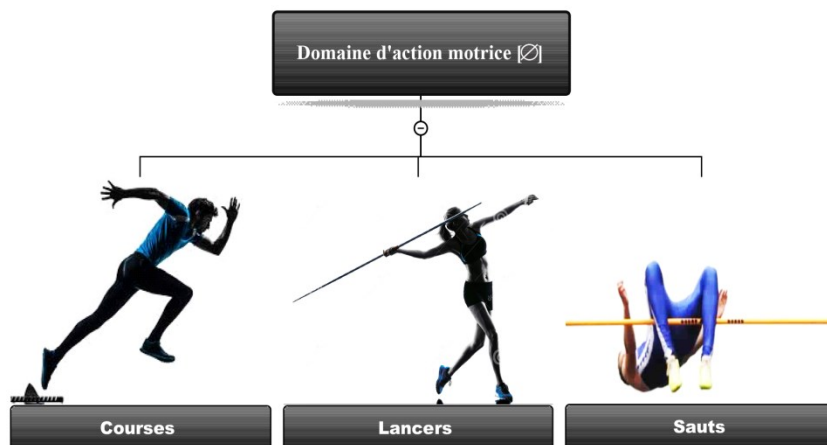 Domaine d'action motrice [∅]
Courses
Lancers
Sauts